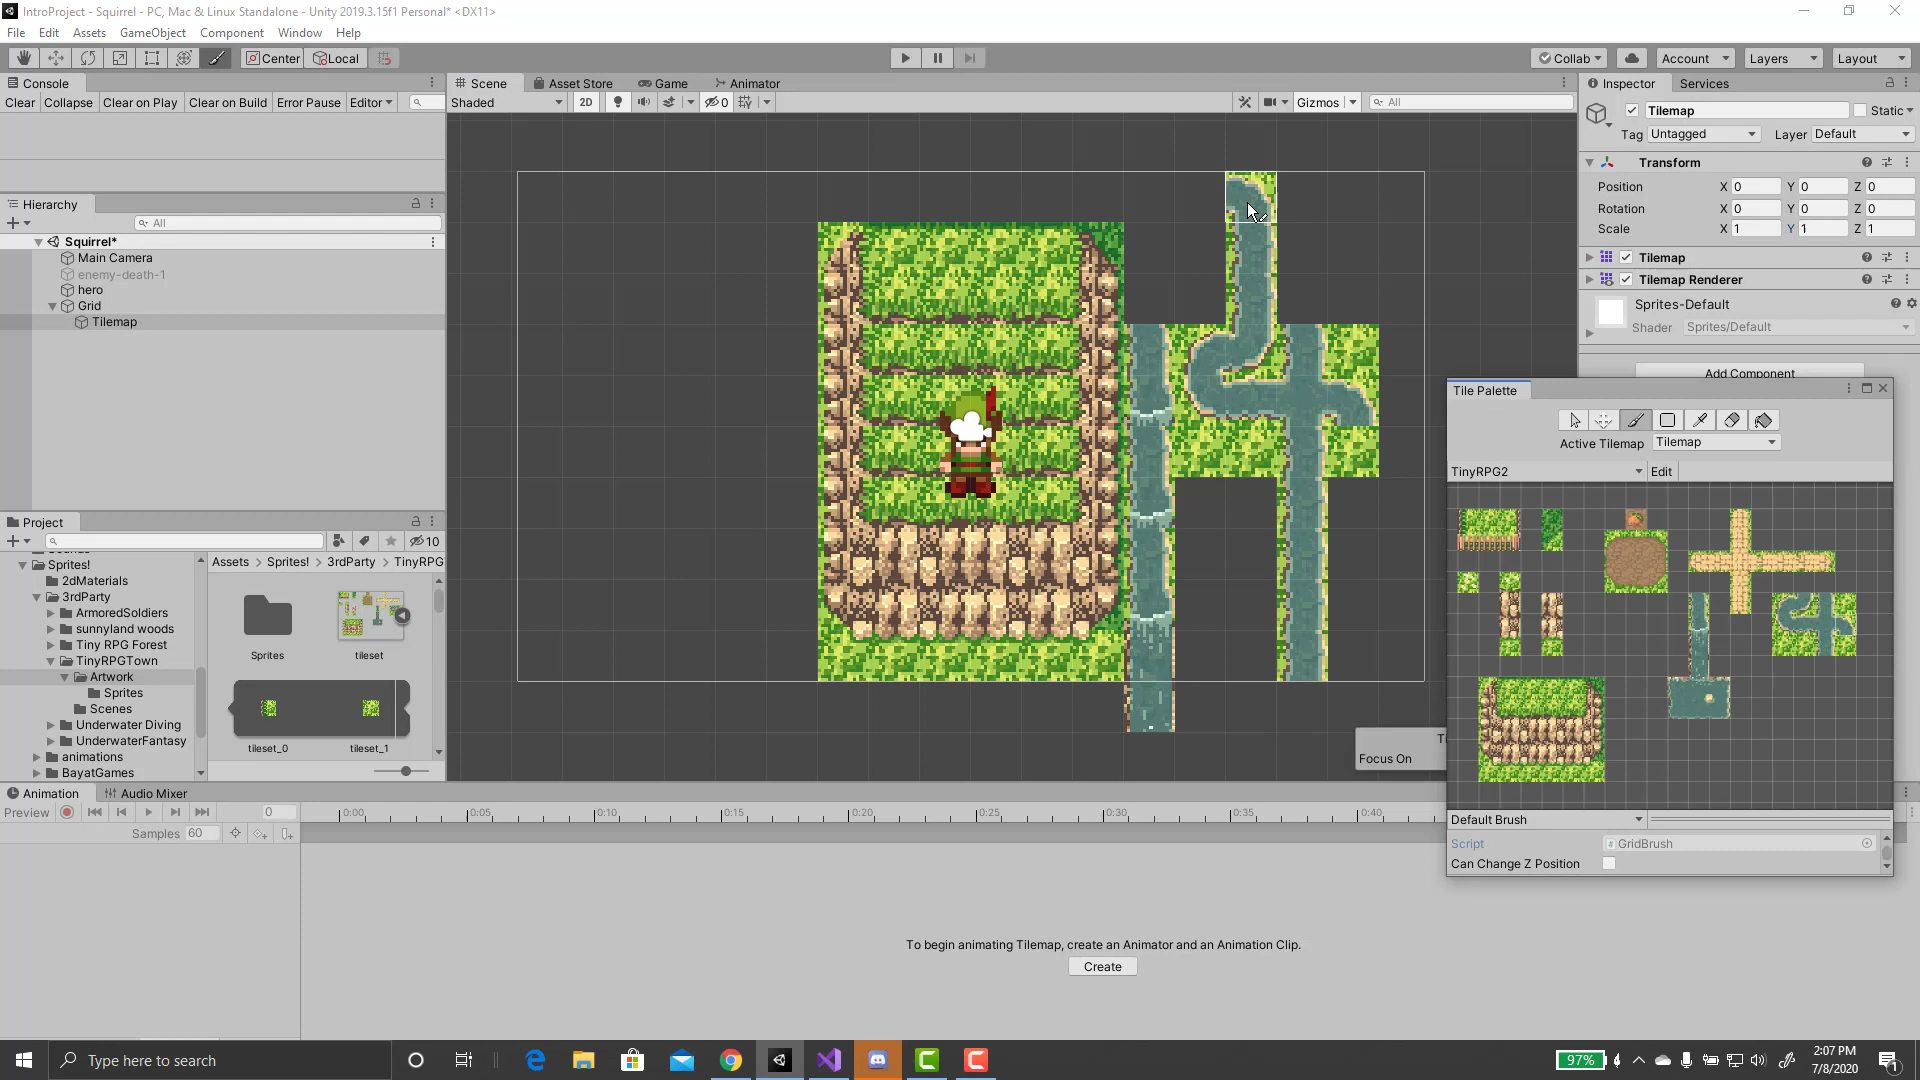 IntroProject - Squirrel - PC, Mac & Linux Standalone - Unity 2019.3.15f1 Personal* <DX11>
File Edit Assets GameObject Component Window Help
Center Local Collab Account Layers Layout
Console
Clear Collapse Clear on Play Clear on Build Error Pause Editor
Hierarchy
All
Squirrel*
Main Camera
enemy-death-1
hero
Grid
Tilemap
Scene Asset Store Game Animator
Shaded 2D 0 Gizmos All
Inspector Services
Tilemap Static
Tag Untagged Layer Default
Transform
Position X 0 Y 0 Z 0
Rotation X 0 Y 0 Z 0
Scale X 1 Y 1 Z 1
Tilemap
Tilemap Renderer
Sprites-Default
Shader Sprites/Default
Add Component
Tile Palette
Active Tilemap Tilemap
TinyRPG2 Edit
Default Brush
Script GridBrush
Can Change Z Position
Focus On
Project
10
Sprites!
2dMaterials
3rdParty
ArmoredSoldiers
sunnyland woods
Tiny RPG Forest
TinyRPGTown
Artwork
Sprites
Scenes
Underwater Diving
UnderwaterFantasy
animations
BayatGames
Assets > Sprites! > 3rdParty > TinyRPG
Sprites tileset
tileset_0 tileset_1
Animation Audio Mixer
Preview 0 0:00 0:05 0:10 0:15 0:20 0:25 0:30 0:35 0:40
Samples 60
To begin animating Tilemap, create an Animator and an Animation Clip.
Create
Type here to search
97%
2:07 PM
7/8/2020
1